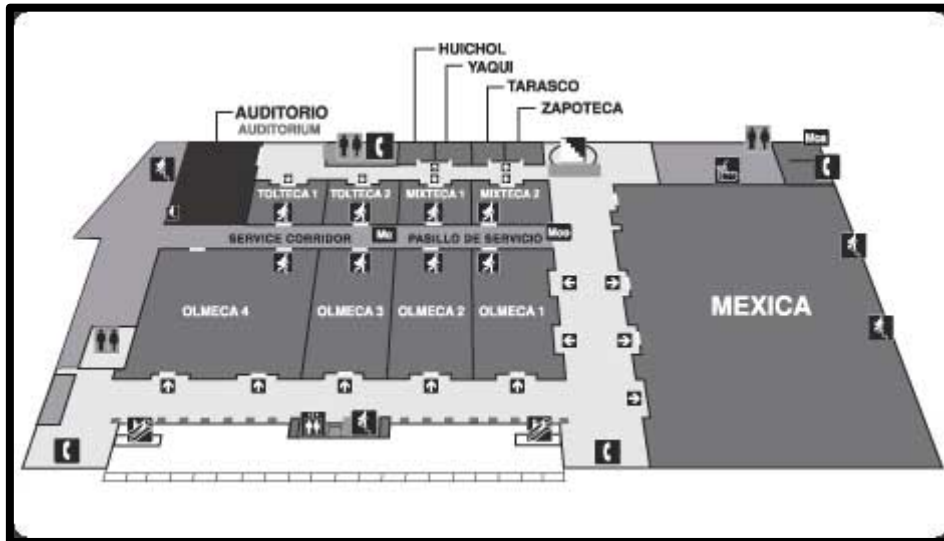 HUICHOL
YAQUI
TARASCO
ZAPOTECA
AUDITORIO
AUDITORIUM
TOLTECA 1
TOLTECA 2
MIXTECA 1
MIXTECA 2
SERVICE CORRIDOR
PASILLO DE SERVICIO
OLMECA 4
OLMECA 3
OLMECA 2
OLMECA 1
MEXICA